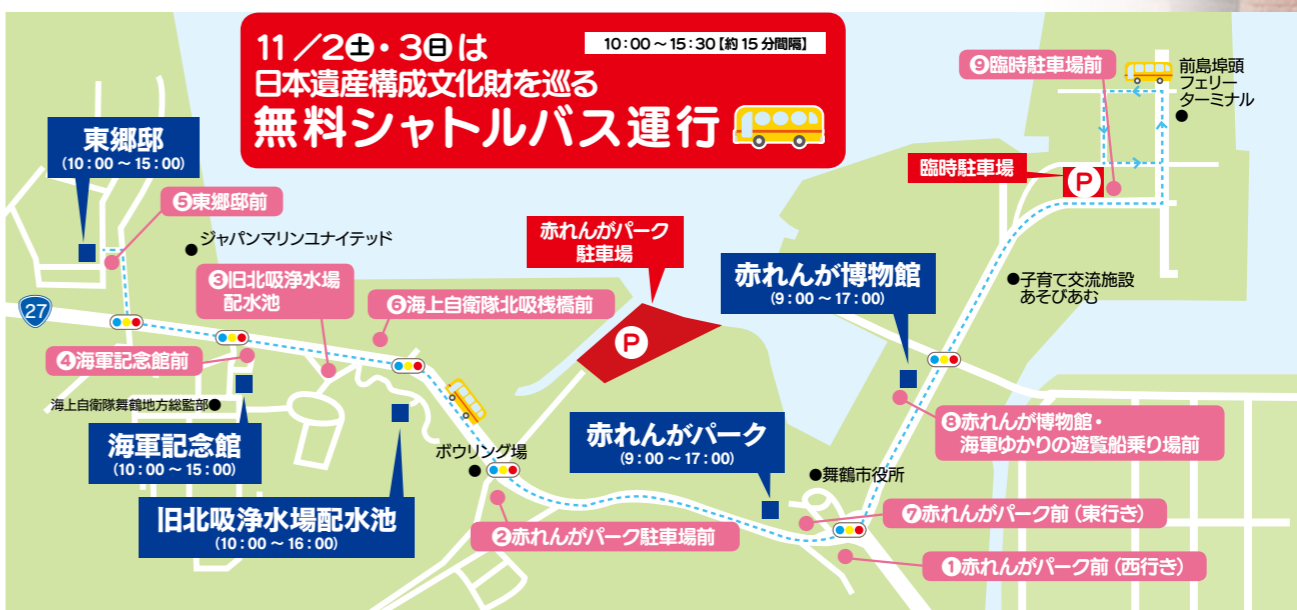 11/2㊏・3㊐は
10:00～15:30【約15分間隔】
日本遺産構成文化財を巡る
無料シャトルバス運行
⑨臨時駐車場前
前島埠頭
フェリー
ターミナル
東郷邸
(10:00～15:00)
臨時駐車場
P
⑤東郷邸前
ジャパンマリンユナイテッド
赤れんがパーク
駐車場
赤れんが博物館
(9:00～17:00)
③旧北吸浄水場
配水池
⑥海上自衛隊北吸桟橋前
子育て交流施設
あそびあむ
27
P
④海軍記念館前
海上自衛隊舞鶴地方総監部
海軍記念館
(10:00～15:00)
赤れんがパーク
(9:00～17:00)
⑧赤れんが博物館・
海軍ゆかりの遊覧船乗り場前
ボウリング場
舞鶴市役所
旧北吸浄水場配水池
(10:00～16:00)
②赤れんがパーク駐車場前
⑦赤れんがパーク前（東行き）
①赤れんがパーク前（西行き）